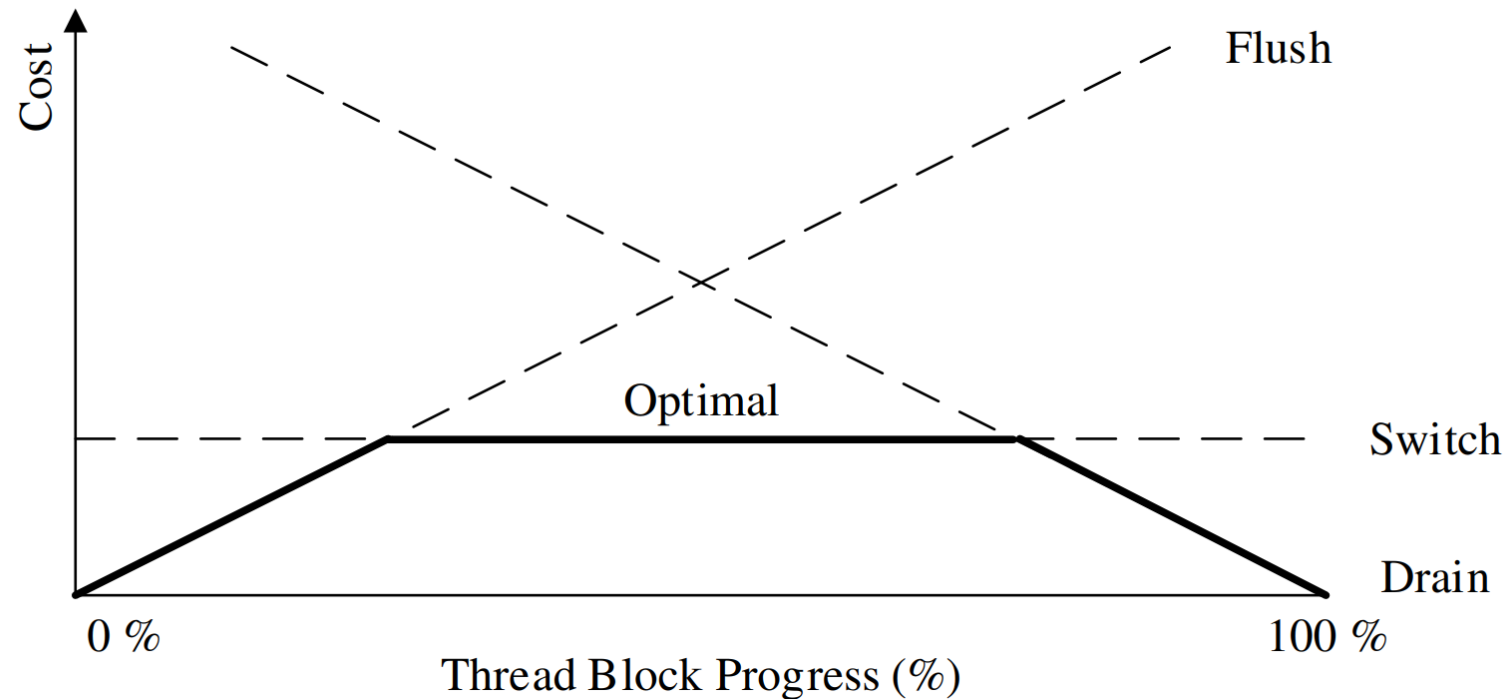 Cost
Flush
Optimal
Switch
Drain
0 %
100 %
Thread Block Progress (%)